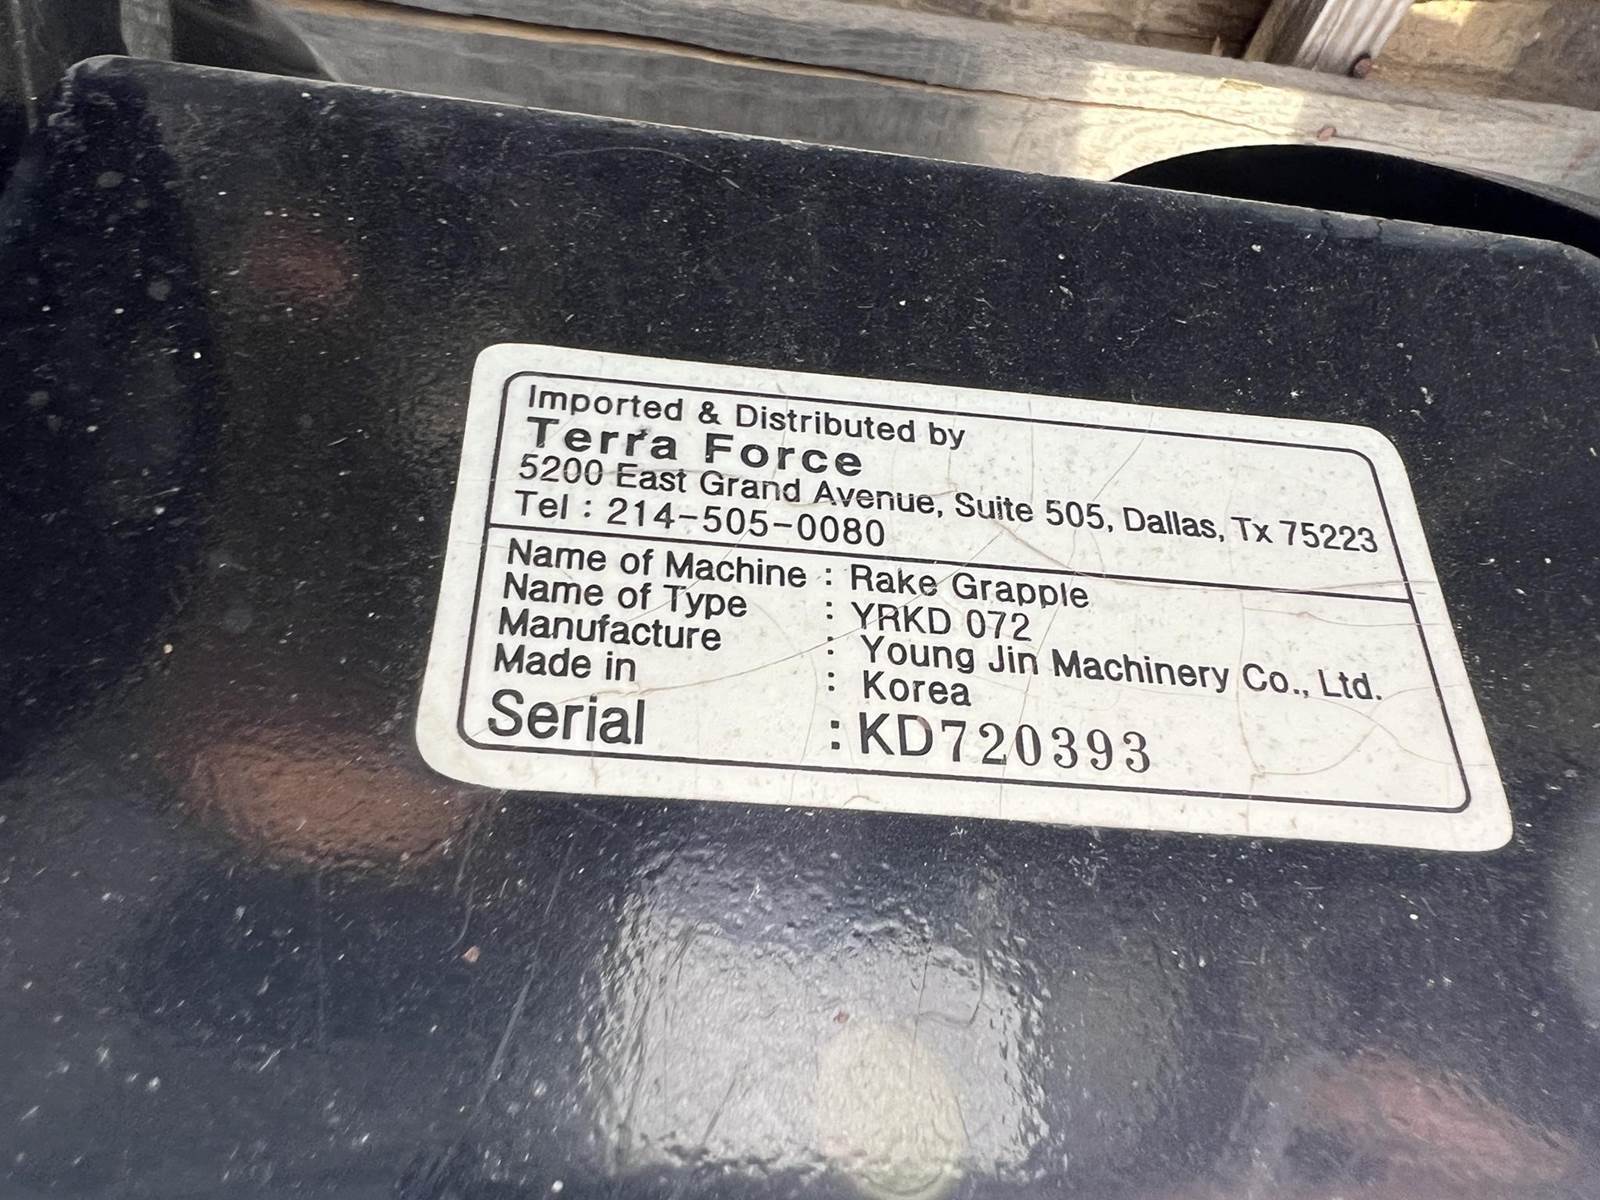 Imported & Distributed by
Terra Force
5200 East Grand Avenue, Suite 505, Dallas, Tx 75223
Tel : 214-505-0080
Name of Machine : Rake Grapple
Name of Type : YRKD 072
Manufacture : Young Jin Machinery Co., Ltd.
Made in : Korea
Serial : KD720393